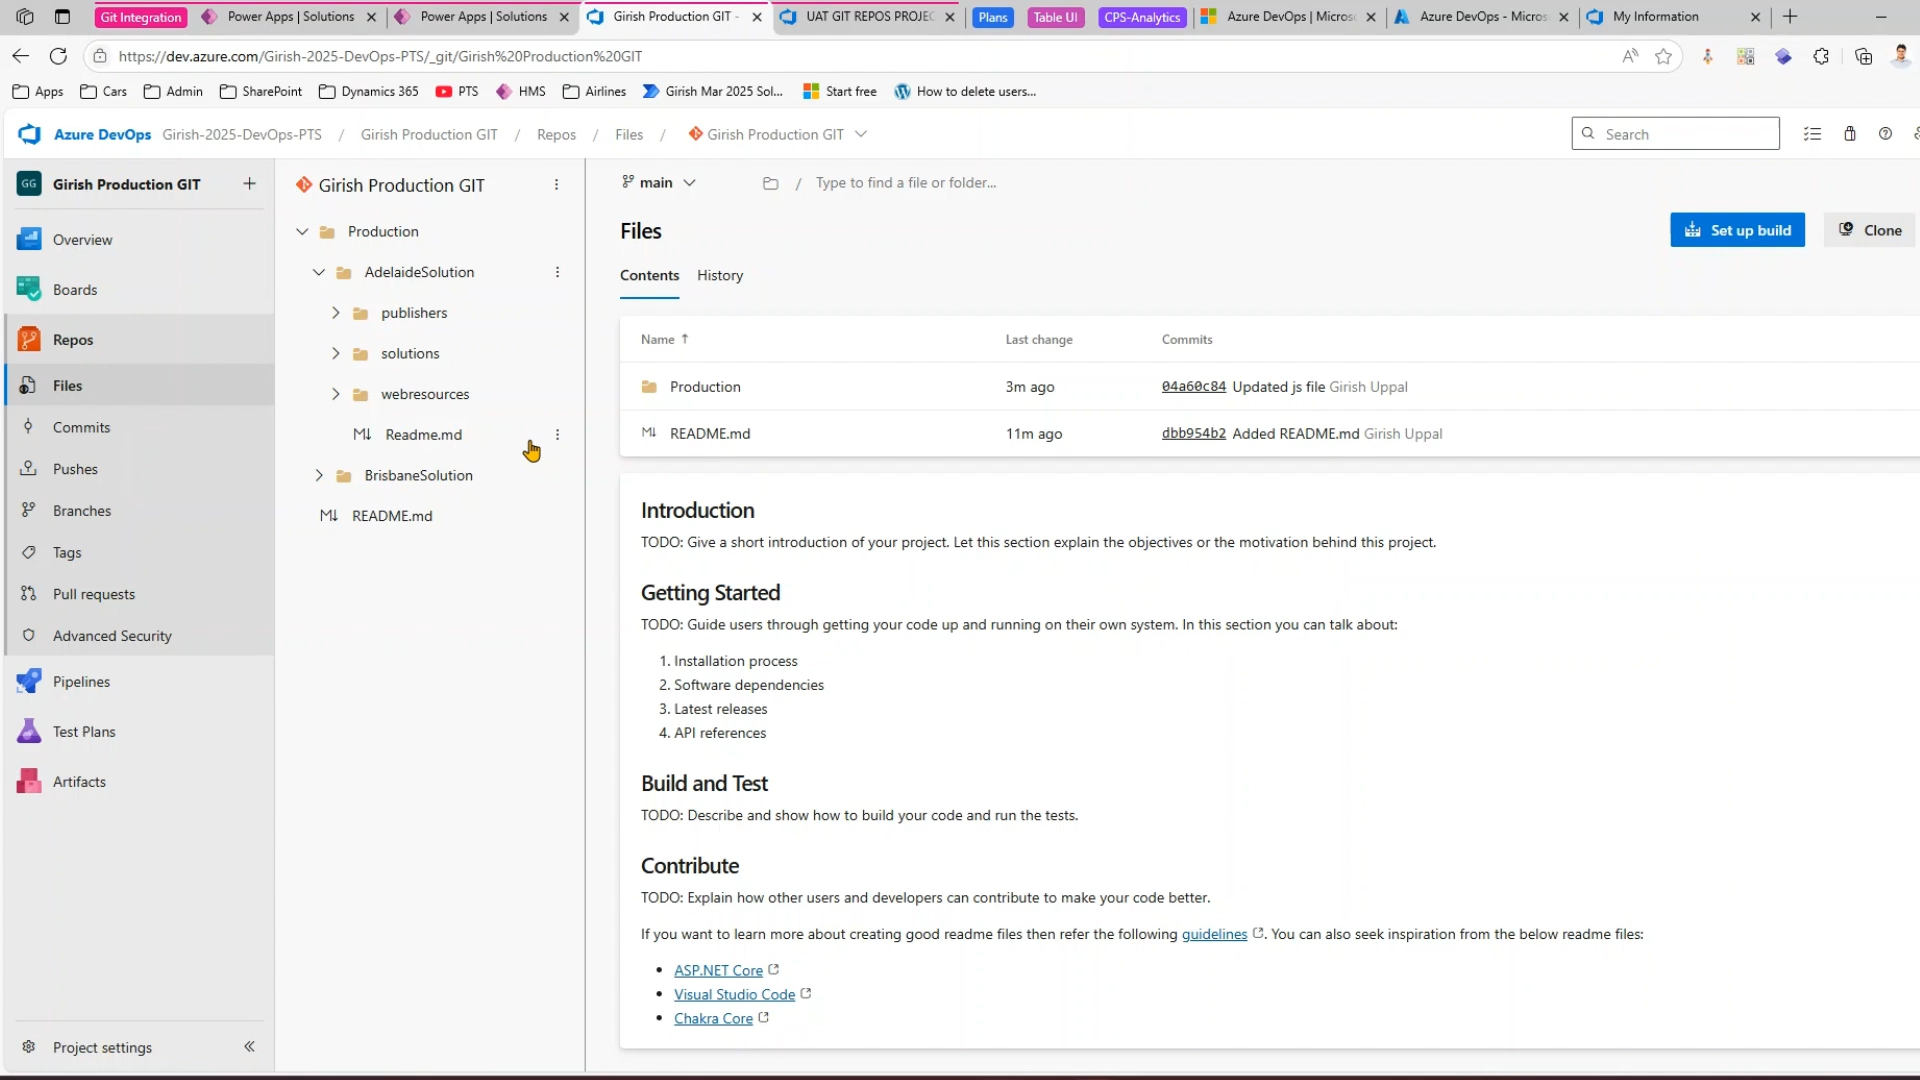 Git Integration
Power Apps | Solutions
Power Apps | Solutions
Girish Production GIT -
UAT GIT REPOS PROJEC
Plans
Table UI
CPS-Analytics
Azure DevOps | Micros
Azure DevOps - Micros
My Information
https://dev.azure.com/Girish-2025-DevOps-PTS/_git/Girish%20Production%20GIT
Apps
Cars
Admin
SharePoint
Dynamics 365
PTS
HMS
Airlines
Girish Mar 2025 Sol...
Start free
How to delete users...
Azure DevOps Girish-2025-DevOps-PTS / Girish Production GIT / Repos / Files / Girish Production GIT
Search
GG Girish Production GIT
Overview
Boards
Repos
Files
Commits
Pushes
Branches
Tags
Pull requests
Advanced Security
Pipelines
Test Plans
Artifacts
Project settings
Girish Production GIT
Production
AdelaideSolution
publishers
solutions
webresources
M↓ Readme.md
BrisbaneSolution
M↓ README.md
main
/ Type to find a file or folder...
Files
Set up build
Clone
Contents History
Name ↑ Last change Commits
Production 3m ago 04a60c84 Updated js file Girish Uppal
M↓ README.md 11m ago dbb954b2 Added README.md Girish Uppal
Introduction
TODO: Give a short introduction of your project. Let this section explain the objectives or the motivation behind this project.
Getting Started
TODO: Guide users through getting your code up and running on their own system. In this section you can talk about:
1. Installation process
2. Software dependencies
3. Latest releases
4. API references
Build and Test
TODO: Describe and show how to build your code and run the tests.
Contribute
TODO: Explain how other users and developers can contribute to make your code better.
If you want to learn more about creating good readme files then refer the following guidelines. You can also seek inspiration from the below readme files:
• ASP.NET Core
• Visual Studio Code
• Chakra Core